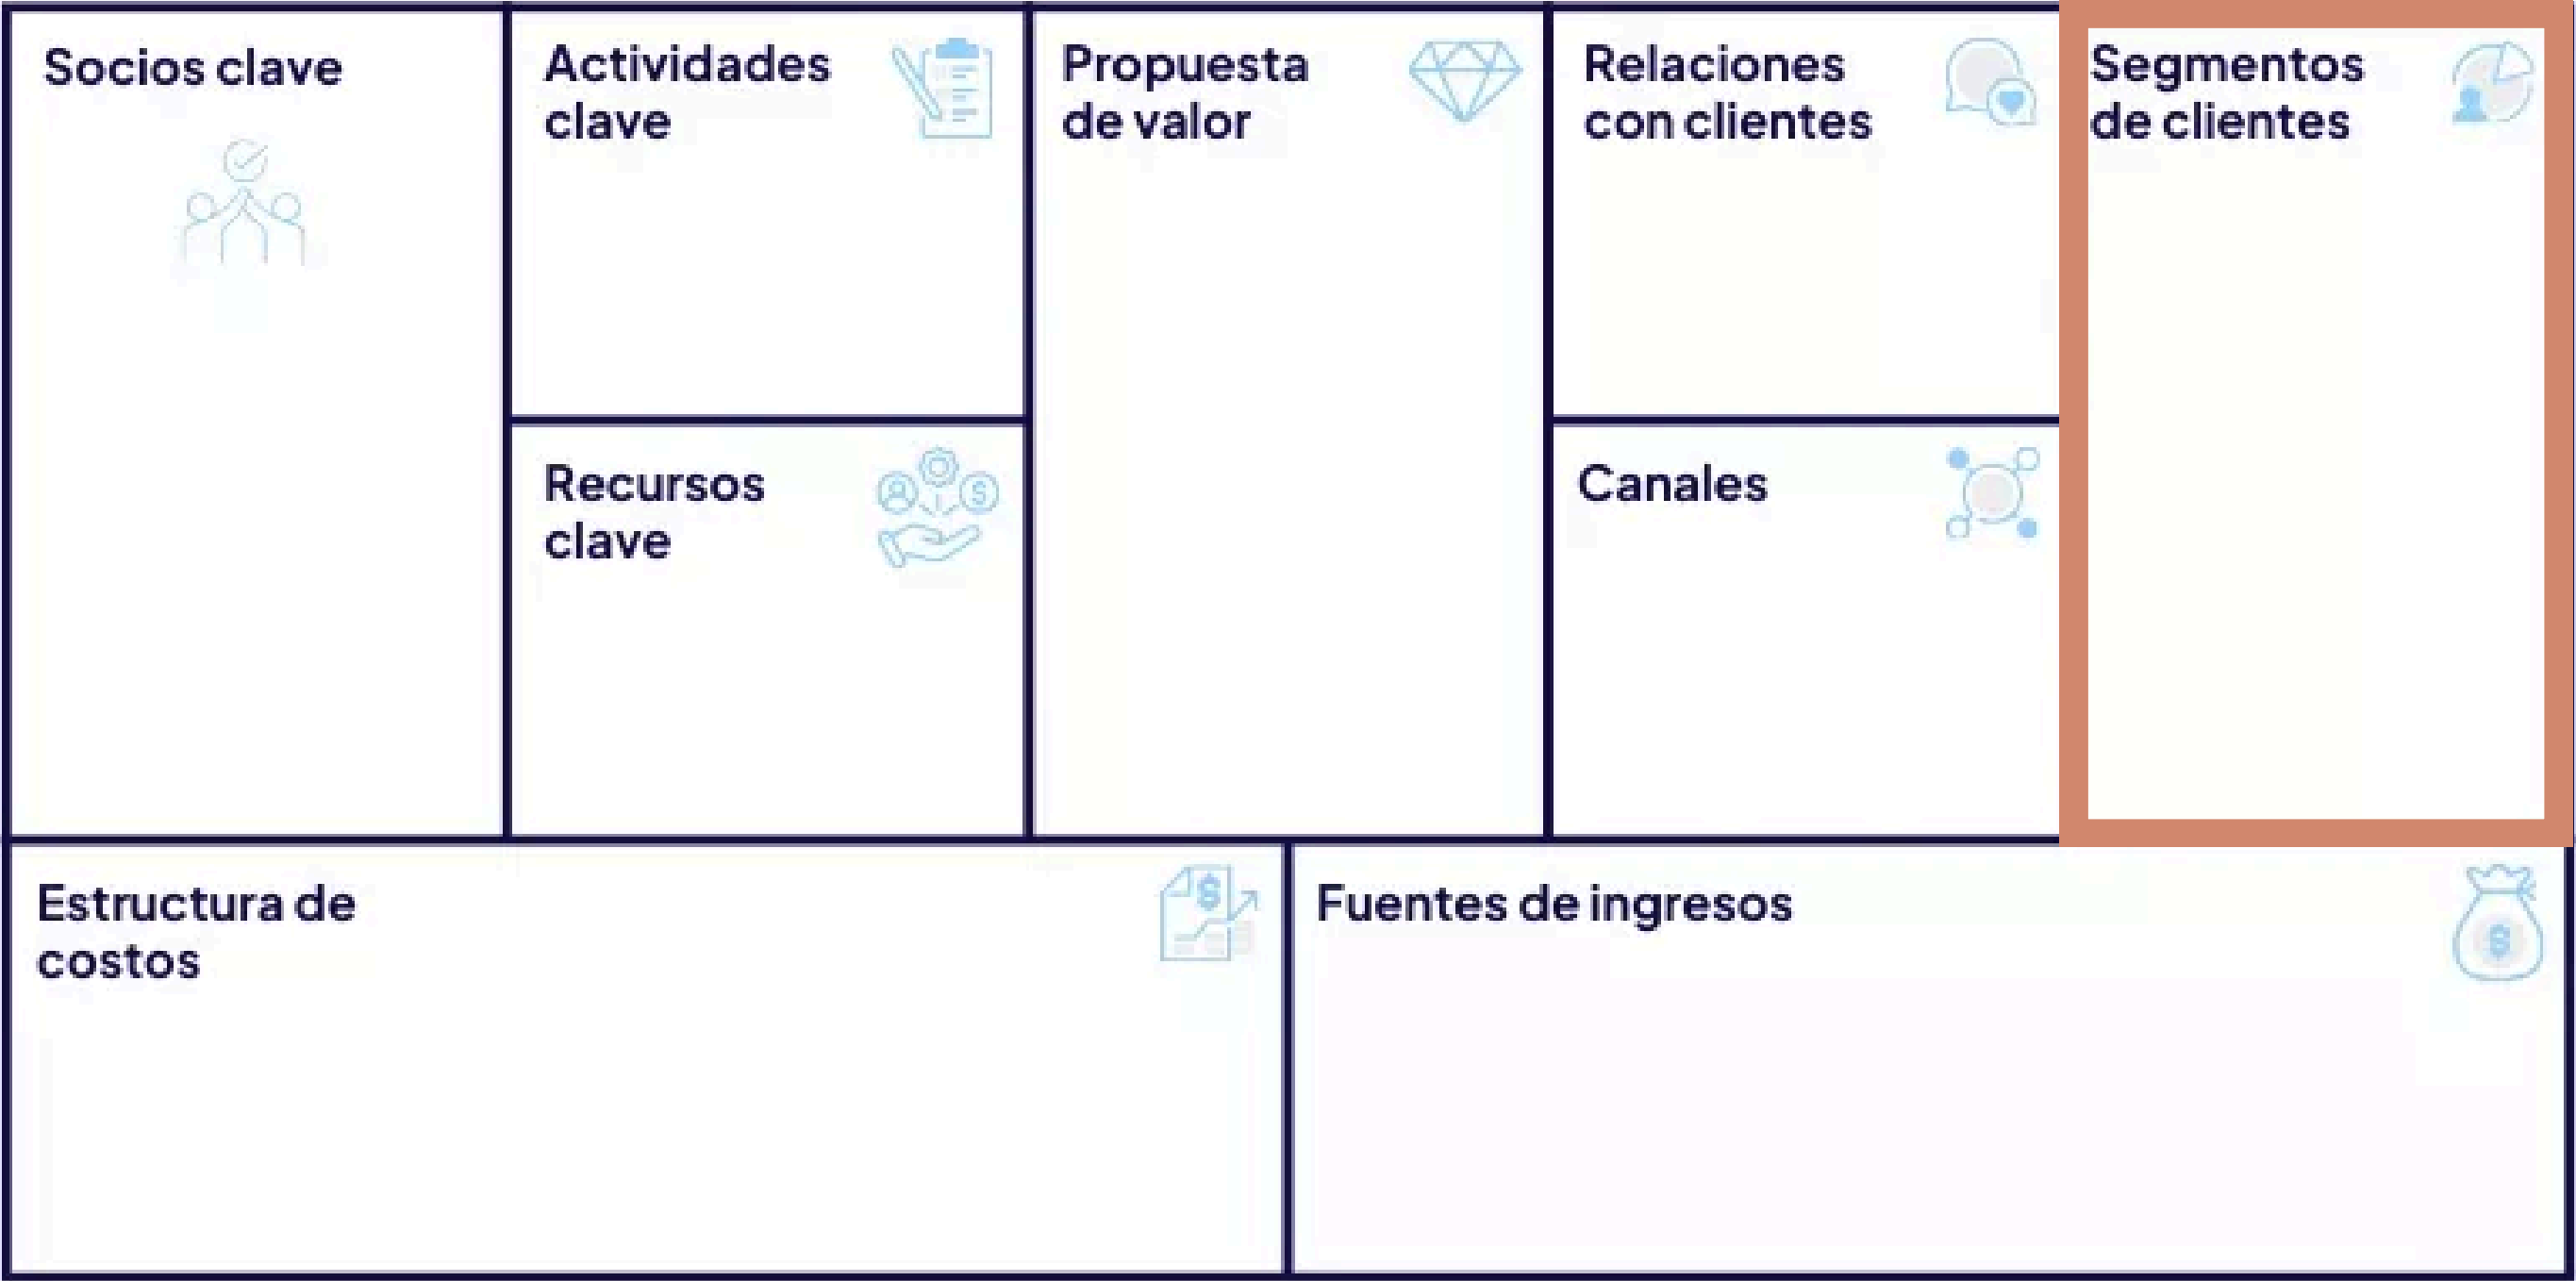 Socios clave
Actividades
clave
Propuesta
de valor
Relaciones
con clientes
Segmentos
de clientes
Recursos
clave
$
Canales
Estructura de
costos
$
Fuentes de ingresos
$